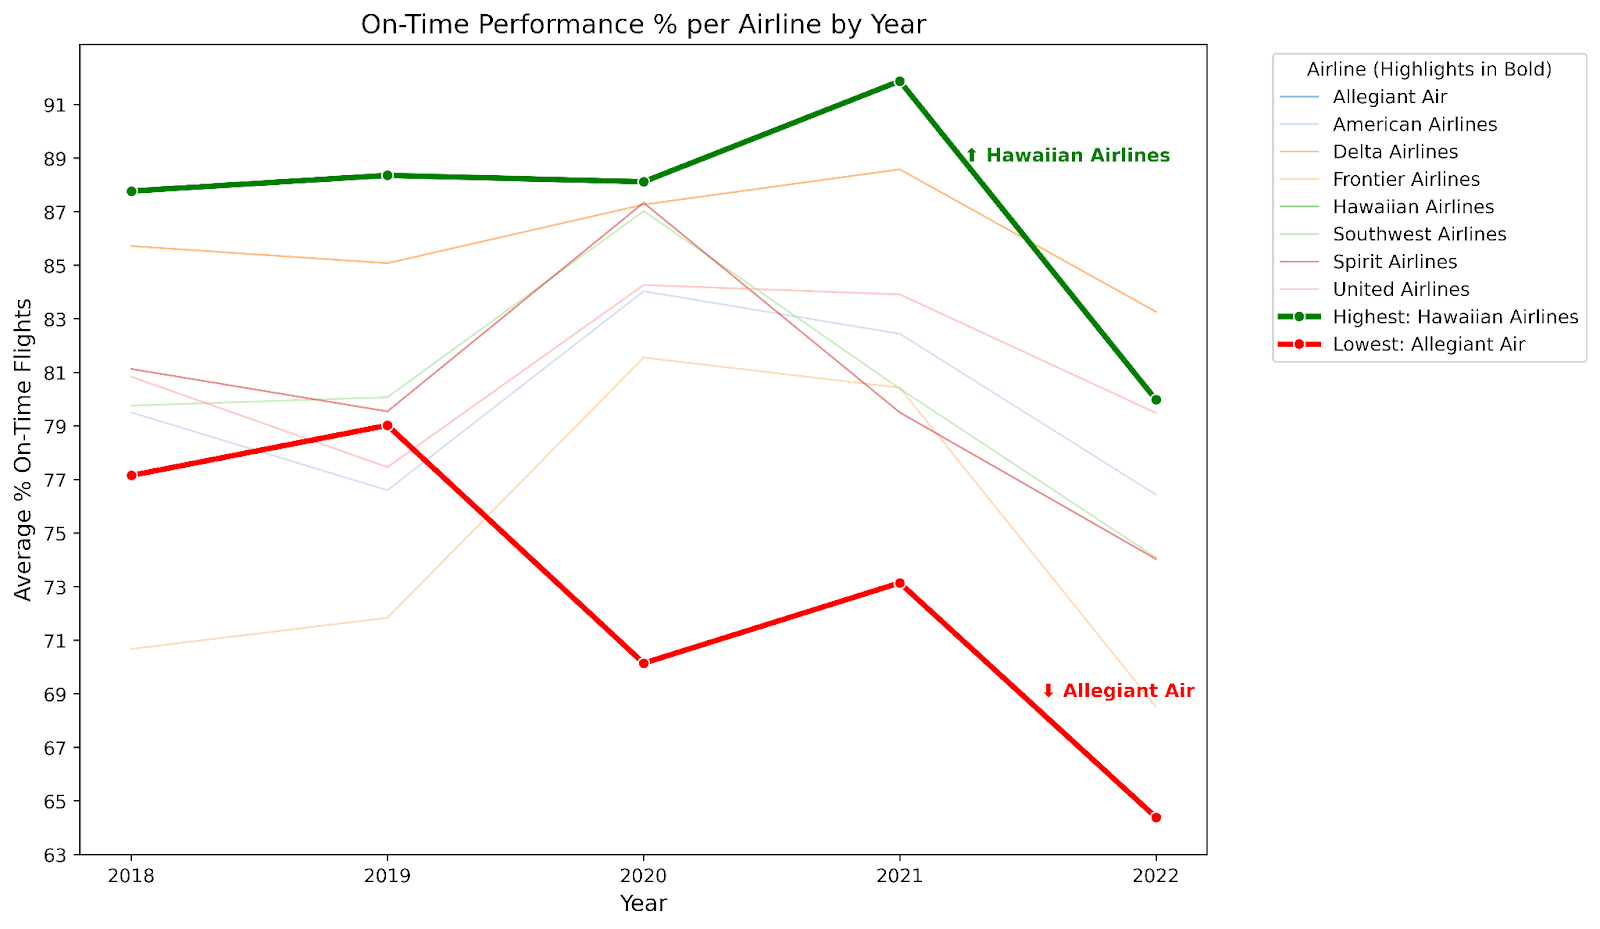 On-Time Performance % per Airline by Year
Average % On-Time Flights
91
89
87
85
83
81
79
77
75
73
71
69
67
65
63
⬆ Hawaiian Airlines
⬇ Allegiant Air
2018 2019 2020 2021 2022
Year
Airline (Highlights in Bold)
Allegiant Air
American Airlines
Delta Airlines
Frontier Airlines
Hawaiian Airlines
Southwest Airlines
Spirit Airlines
United Airlines
Highest: Hawaiian Airlines
Lowest: Allegiant Air